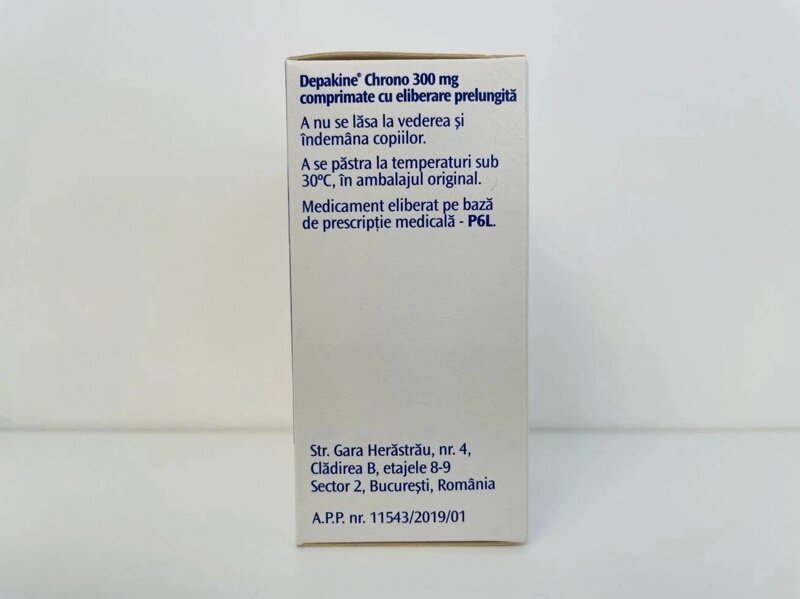 Depakine® Chrono 300 mg
comprimate cu eliberare prelungită
A nu se lăsa la vederea și
îndemâna copiilor.
A se păstra la temperaturi sub
30ºC, în ambalajul original.
Medicament eliberat pe bază
de prescripție medicală - P6L.
Str. Gara Herăstrău, nr. 4,
Clădirea B, etajele 8-9
Sector 2, București, România
A.P.P. nr. 11543/2019/01